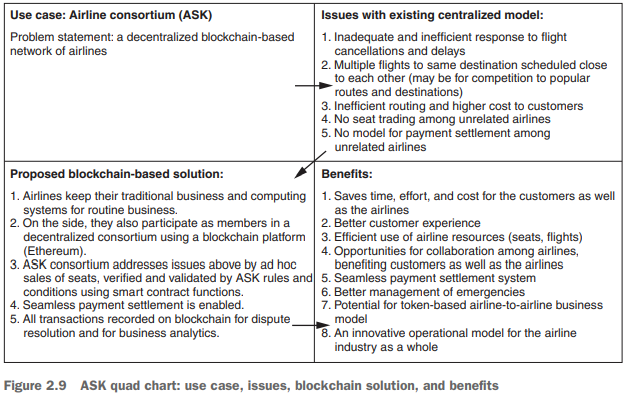 Use case: Airline consortium (ASK)
Problem statement: a decentralized blockchain-based
network of airlines
Issues with existing centralized model:
1. Inadequate and inefficient response to flight
cancellations and delays
2. Multiple flights to same destination scheduled close
to each other (may be for competition to popular
routes and destinations)
3. Inefficient routing and higher cost to customers
4. No seat trading among unrelated airlines
5. No model for payment settlement among
unrelated airlines
Proposed blockchain-based solution:
1. Airlines keep their traditional business and computing
systems for routine business.
2. On the side, they also participate as members in a
decentralized consortium using a blockchain platform
(Ethereum).
3. ASK consortium addresses issues above by ad hoc
sales of seats, verified and validated by ASK rules and
conditions using smart contract functions.
4. Seamless payment settlement is enabled.
5. All transactions recorded on blockchain for dispute
resolution and for business analytics.
Benefits:
1. Saves time, effort, and cost for the customers as well
as the airlines
2. Better customer experience
3. Efficient use of airline resources (seats, flights)
4. Opportunities for collaboration among airlines,
benefiting customers as well as the airlines
5. Seamless payment settlement system
6. Better management of emergencies
7. Potential for token-based airline-to-airline business
model
8. An innovative operational model for the airline
industry as a whole
Figure 2.9 ASK quad chart: use case, issues, blockchain solution, and benefits